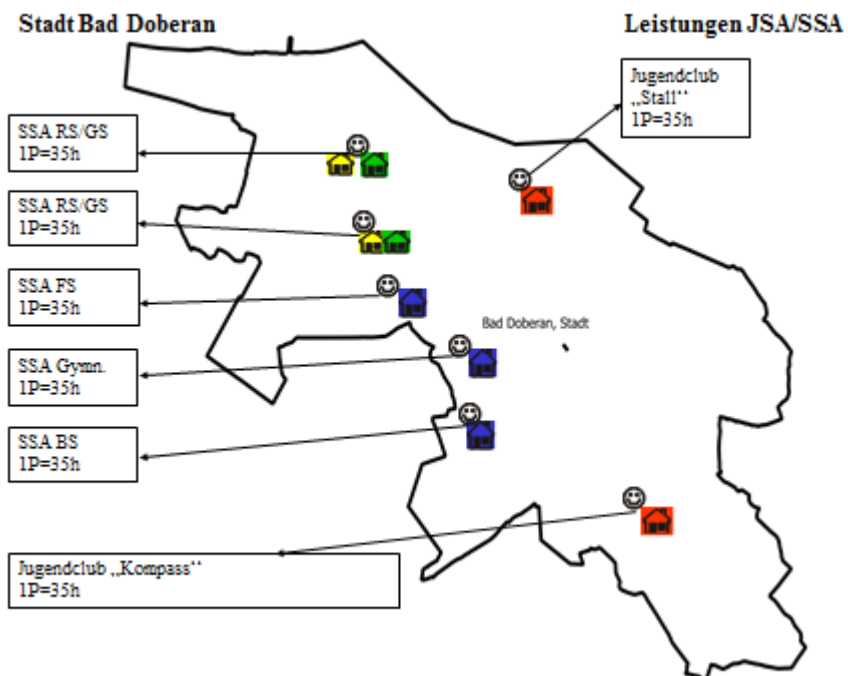 Stadt Bad Doberan
Leistungen JSA/SSA
Jugendclub
„Stall“
1P=35h
SSA RS/GS
1P=35h
SSA RS/GS
1P=35h
SSA FS
1P=35h
Bad Doberan, Stadt
SSA Gymn.
1P=35h
SSA BS
1P=35h
Jugendclub „Kompass“
1P=35h